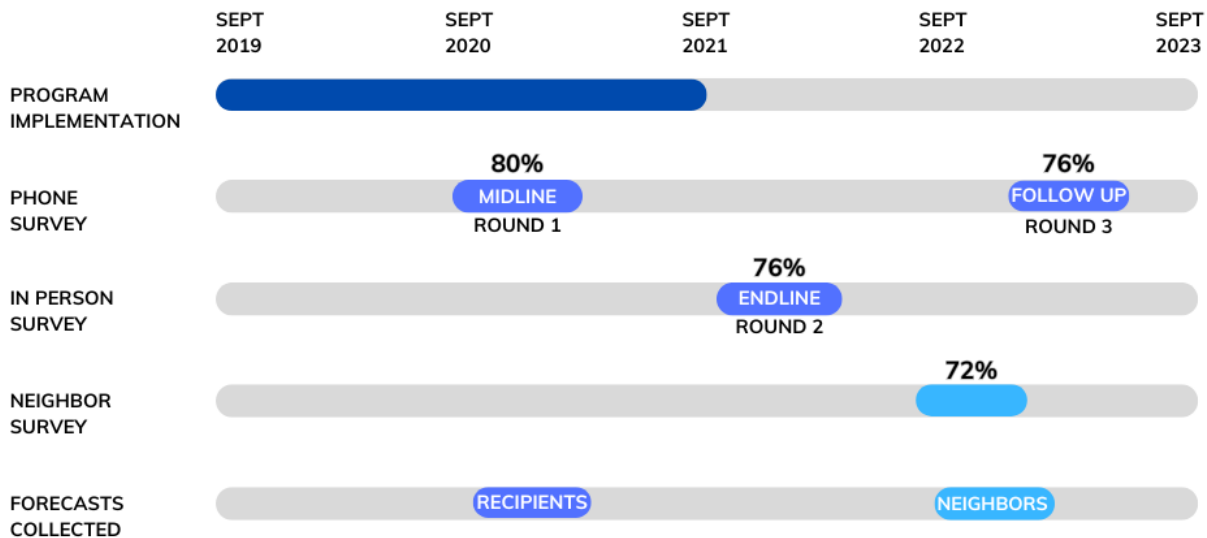 SEPT SEPT SEPT SEPT SEPT
2019 2020 2021 2022 2023
PROGRAM
IMPLEMENTATION
80% 76%
PHONE MIDLINE FOLLOW UP
SURVEY ROUND 1 ROUND 3
76%
IN PERSON ENDLINE
SURVEY ROUND 2
72%
NEIGHBOR
SURVEY
FORECASTS RECIPIENTS NEIGHBORS
COLLECTED